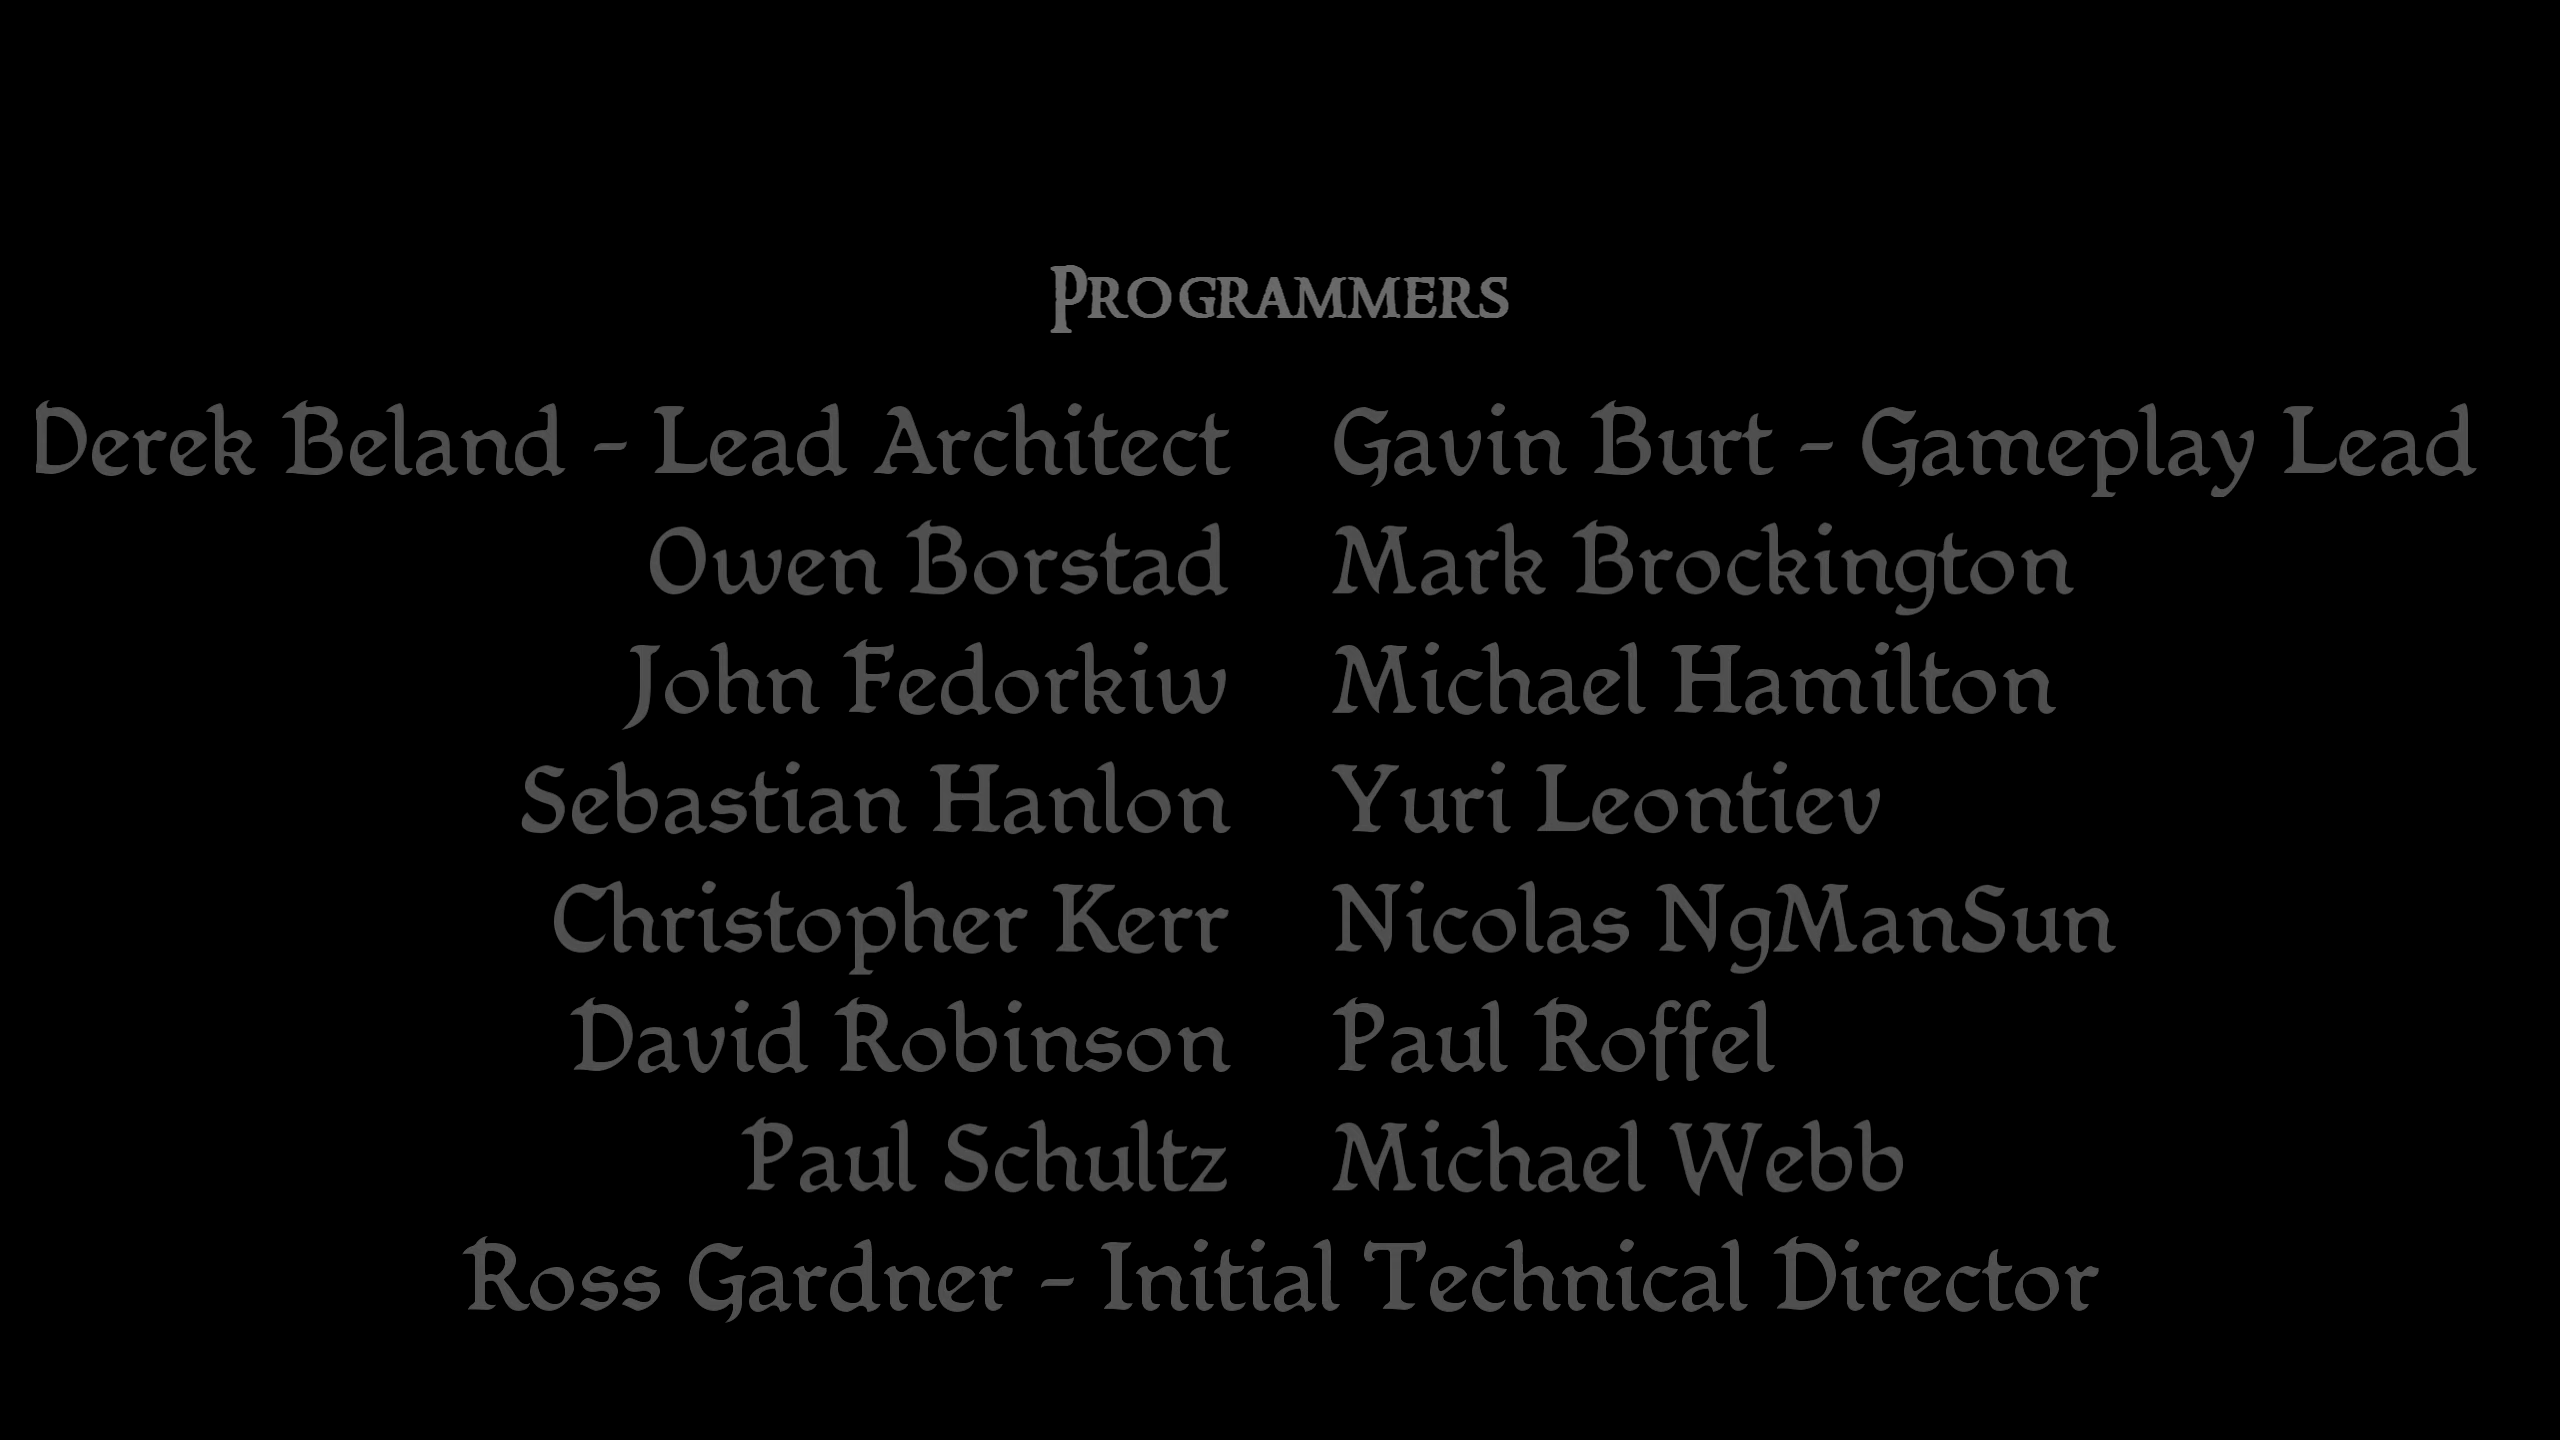 Programmers
Derek Beland - Lead Architect Gavin Burt - Gameplay Lead
Owen Borstad Mark Brockington
John Fedorkiw Michael Hamilton
Sebastian Hanlon Yuri Leontiev
Christopher Kerr Nicolas NgManSun
David Robinson Paul Roffel
Paul Schultz Michael Webb
Ross Gardner - Initial Technical Director